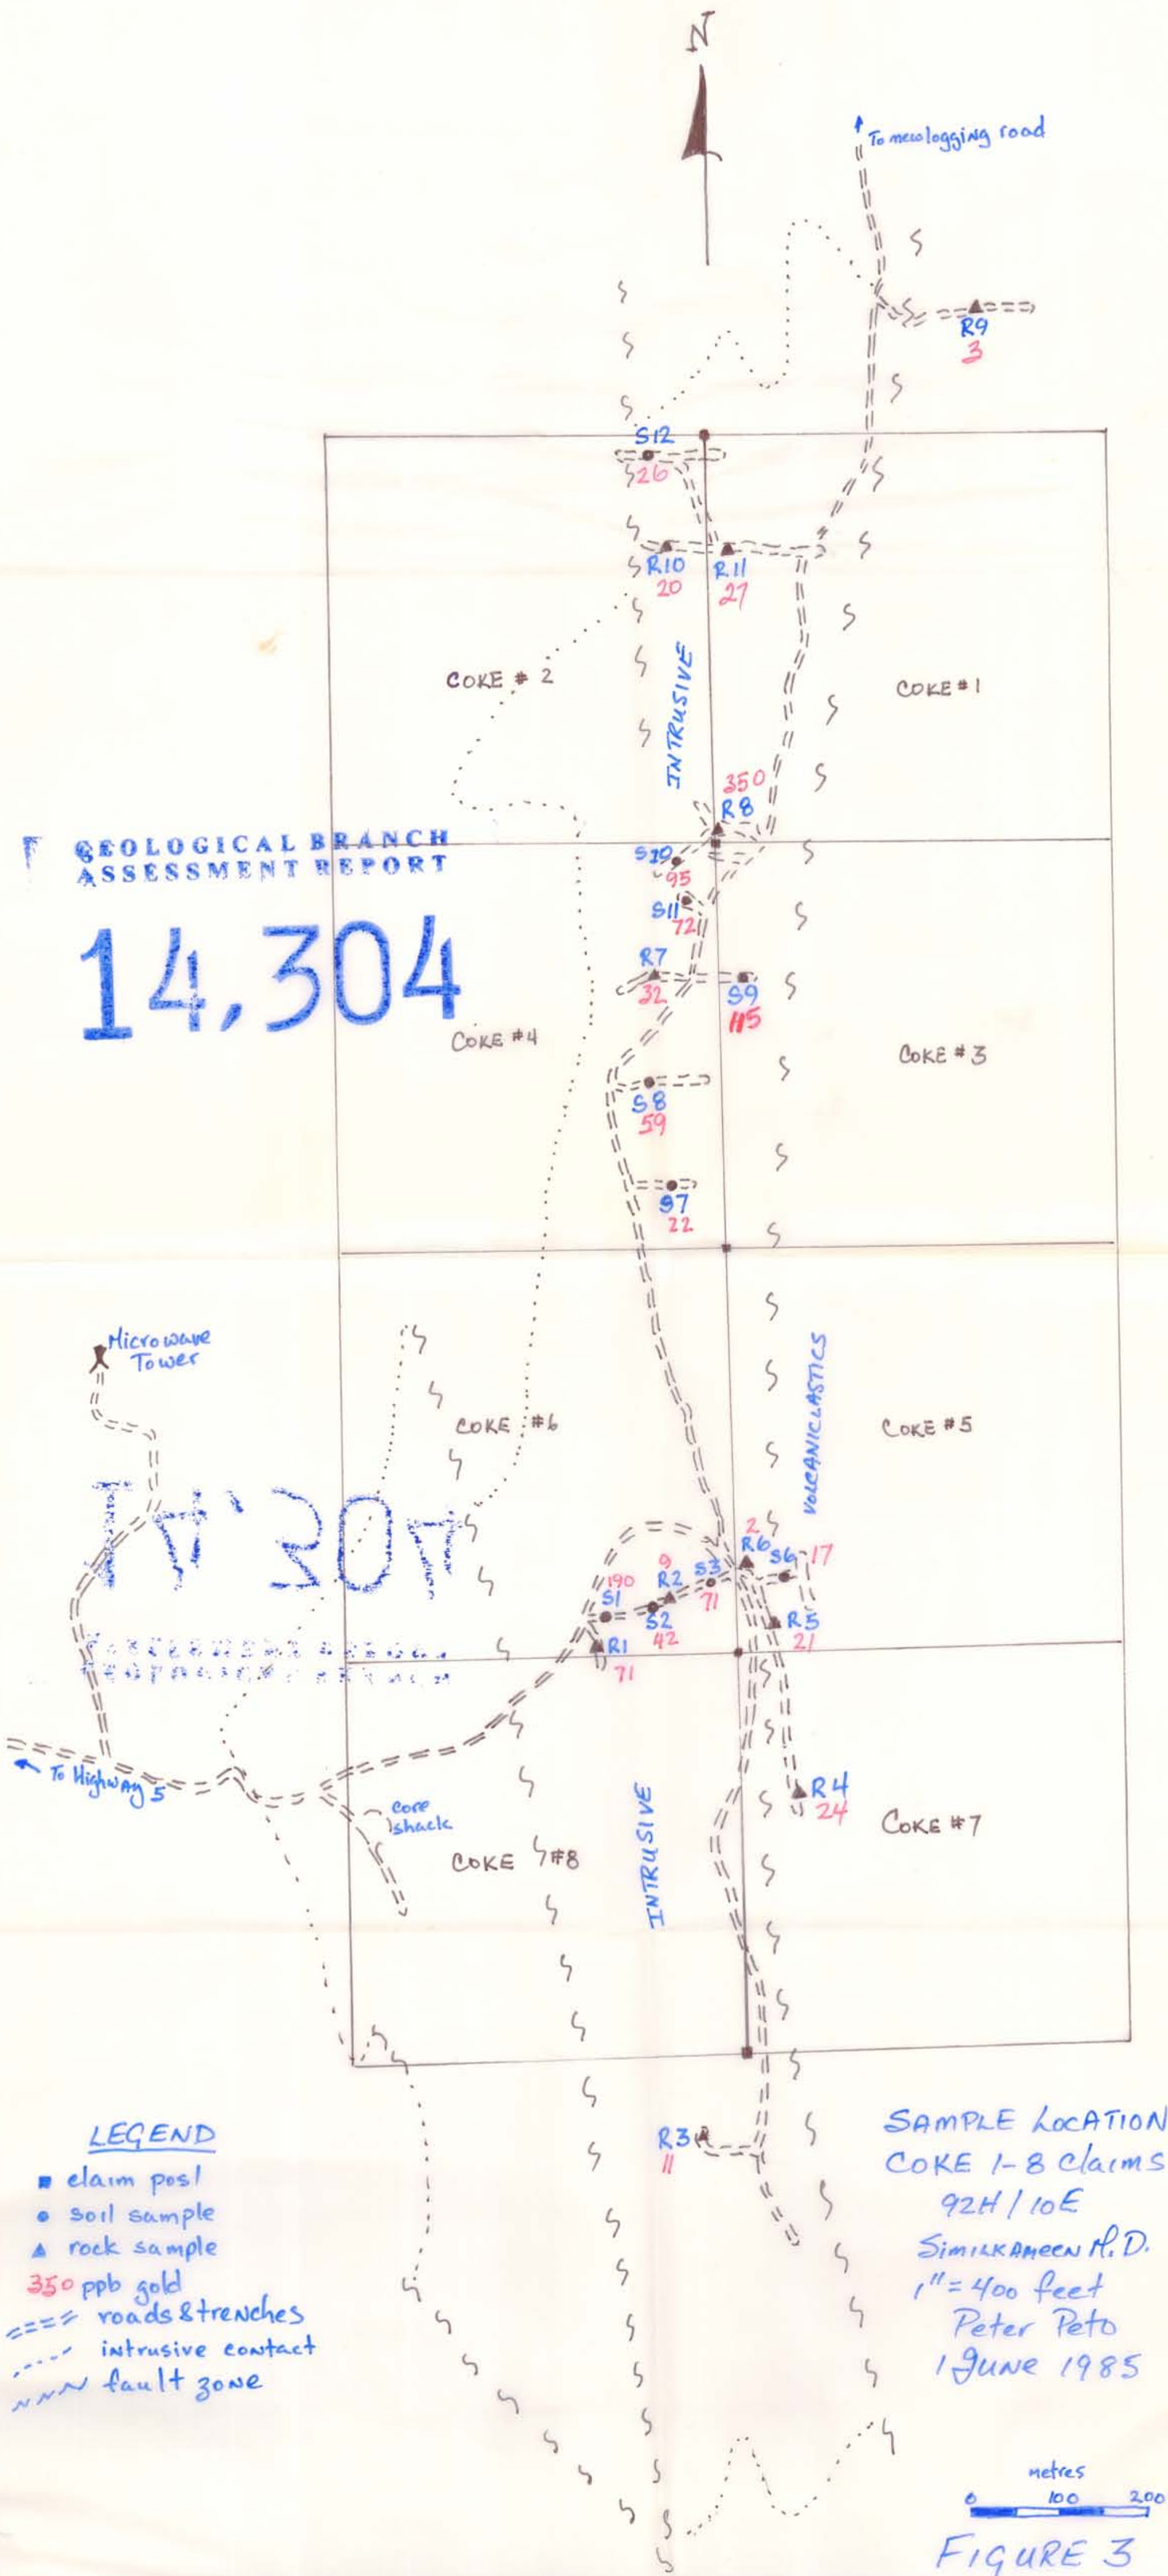 N
To new logging road
R9
3
S12
26
R10
20
R11
27
COKE # 2
INTRUSIVE
COKE #1
350
R8
GEOLOGICAL BRANCH
ASSESSMENT REPORT
14,304
S10
95
S11
72
R7
32
S9
115
COKE #4
COKE #3
S8
59
S7
22
Microwave
Tower
COKE #6
VOLCANICLASTICS
COKE #5
14,304
ASSESSMENT REPORT
GEOLOGICAL BRANCH
2
R6
S6
17
9
R2
S3
71
190
S1
S2
42
R5
21
R1
71
To Highway 5
core
shack
R4
24
COKE #8
INTRUSIVE
COKE #7
R3
11
LEGEND
claim post
soil sample
rock sample
350 ppb gold
roads & trenches
intrusive contact
fault zone
SAMPLE LOCATION
COKE 1-8 Claims
92H/10E
SIMILKAMEEN M.D.
1"=400 feet
Peter Peto
1 JUNE 1985
metres
0 100 200
FIGURE 3